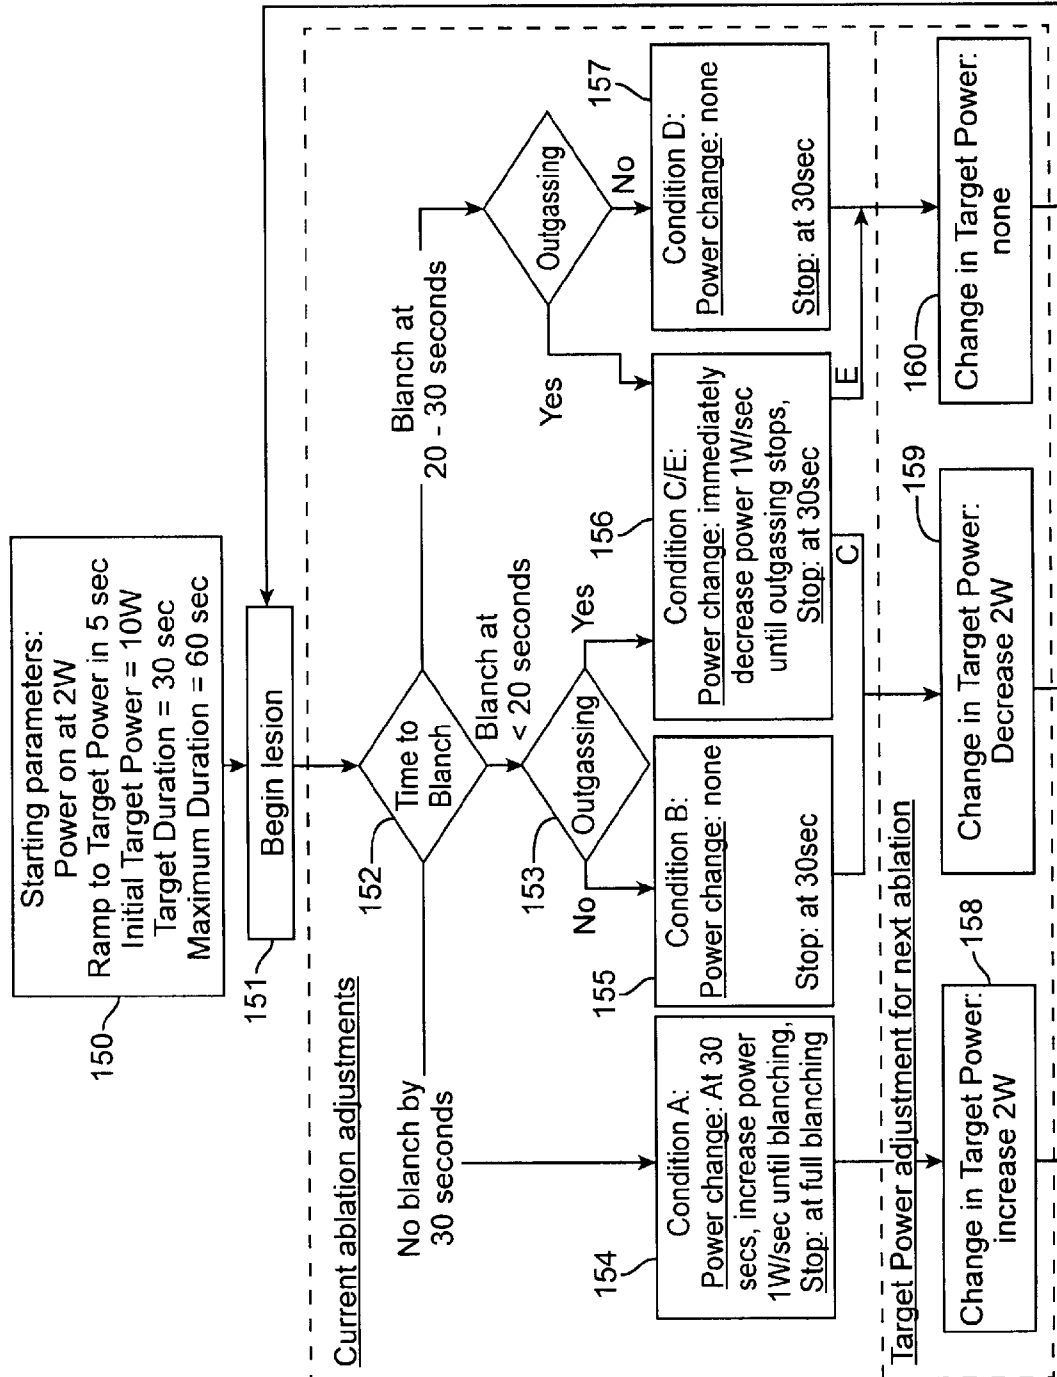 Starting parameters:
Power on at 2W
Ramp to Target Power in 5 sec
Initial Target Power = 10W
Target Duration = 30 sec
Maximum Duration = 60 sec
150
Begin lesion
151
Current ablation adjustments
Time to
Blanch
152
No blanch by
30 seconds
Blanch at
< 20 seconds
Blanch at
20 - 30 seconds
Outgassing
153
No
Yes
Outgassing
Yes
No
Condition A:
Power change: At 30
secs, increase power
1W/sec until blanching,
Stop: at full blanching
154
Condition B:
Power change: none
Stop: at 30sec
155
Condition C/E:
Power change: immediately
decrease power 1W/sec
until outgassing stops,
Stop: at 30sec
156
Condition D:
Power change: none
Stop: at 30sec
157
C
E
Target Power adjustment for next ablation
Change in Target Power:
increase 2W
158
Change in Target Power:
Decrease 2W
159
Change in Target Power:
none
160